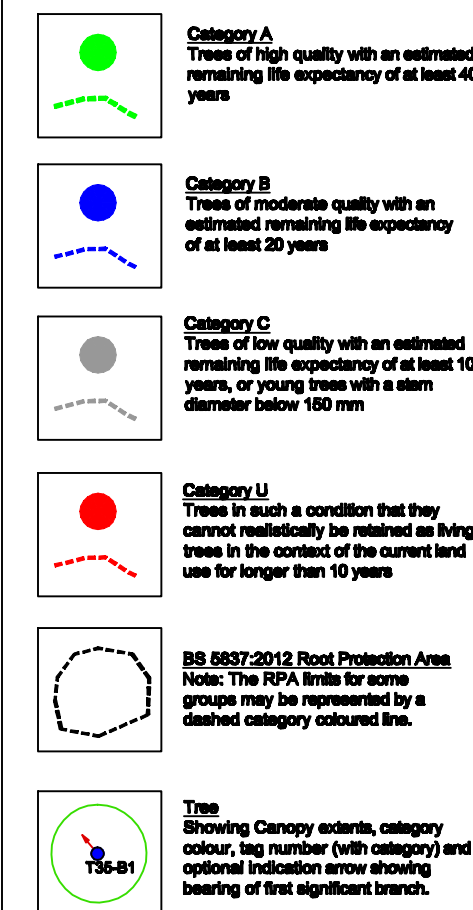 Category A
Trees of high quality with an estimated
remaining life expectancy of at least 40
years
Category B
Trees of moderate quality with an
estimated remaining life expectancy
of at least 20 years
Category C
Trees of low quality with an estimated
remaining life expectancy of at least 10
years, or young trees with a stem
diameter below 150 mm
Category U
Trees in such a condition that they
cannot realistically be retained as living
trees in the context of the current land
use for longer than 10 years
BS 5837:2012 Root Protection Area
Note: The RPA limits for some
groups may be represented by a
dashed category coloured line.
T35-B1
Tree
Showing Canopy extents, category
colour, tag number (with category) and
optional indication arrow showing
bearing of first significant branch.